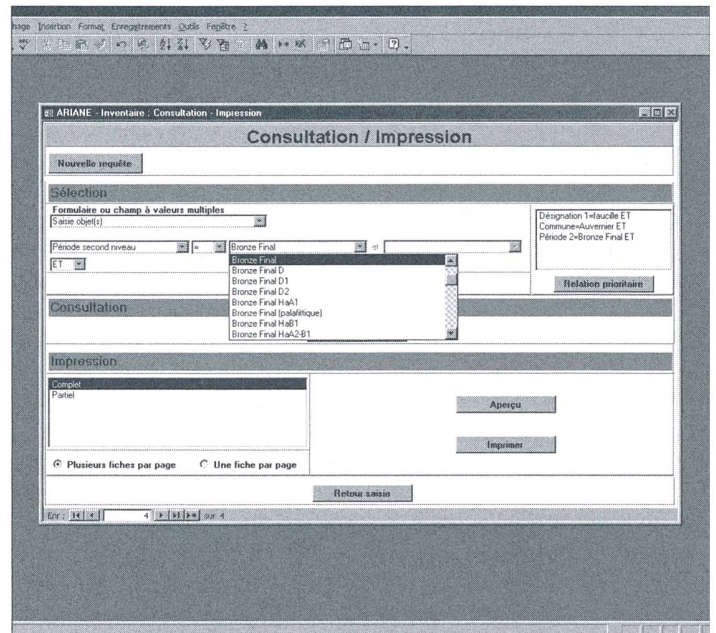 hage Insertion Format Enregistrements Outils Fenêtre ?
ARIANE - Inventaire : Consultation - Impression
Consultation / Impression
Nouvelle requête
Sélection
Formulaire ou champ à valeurs multiples
Saisie objet(s)
Période second niveau = Bronze Final et
ET
Bronze Final
Bronze Final D
Bronze Final D1
Bronze Final D2
Bronze Final HaA1
Bronze Final (palafittique)
Bronze Final HaB1
Bronze Final HaA2-B1
Désignation 1=faucille ET
Commune=Auvernier ET
Période 2=Bronze Final ET
Relation prioritaire
Consultation
Impression
Complet
Partiel
Plusieurs fiches par page Une fiche par page
Aperçu
Imprimer
Retour saisie
Enr : 4 sur 4